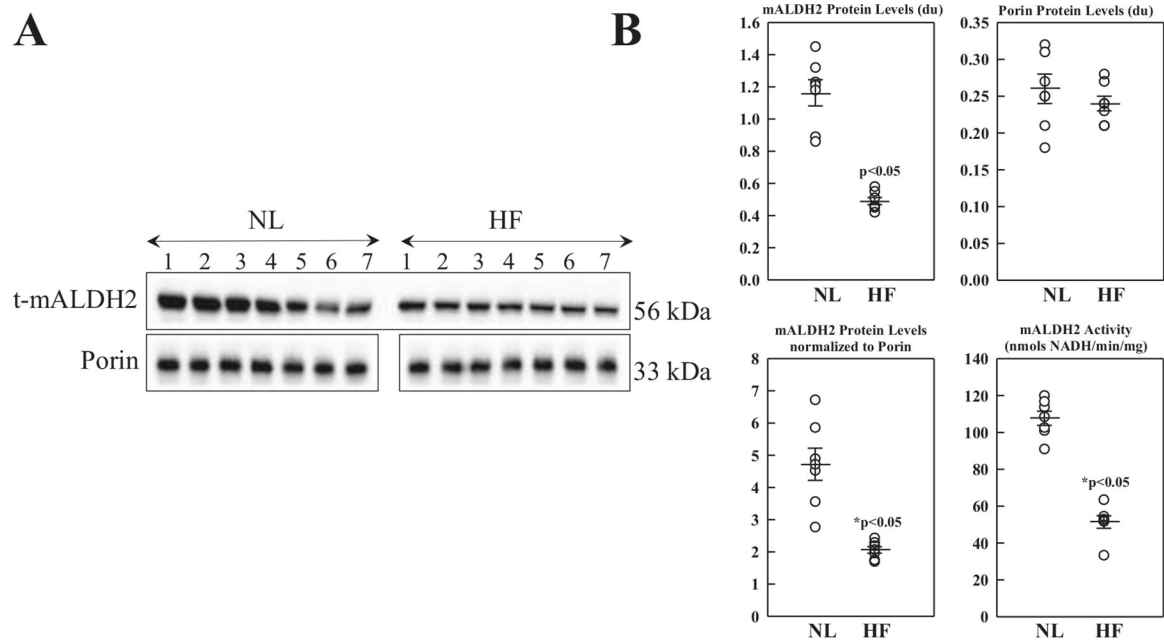 A
NL HF
1 2 3 4 5 6 7 1 2 3 4 5 6 7
t-mALDH2 56 kDa
Porin 33 kDa
B
mALDH2 Protein Levels (du)
1.6
1.4
1.2
1.0
0.8
0.6
0.4
0.2
0.0
p<0.05
NL HF
Porin Protein Levels (du)
0.35
0.30
0.25
0.20
0.15
0.10
0.05
0.00
NL HF
mALDH2 Protein Levels
normalized to Porin
8
7
6
5
4
3
2
1
0
*p<0.05
NL HF
mALDH2 Activity
(nmols NADH/min/mg)
140
120
100
80
60
40
20
0
*p<0.05
NL HF